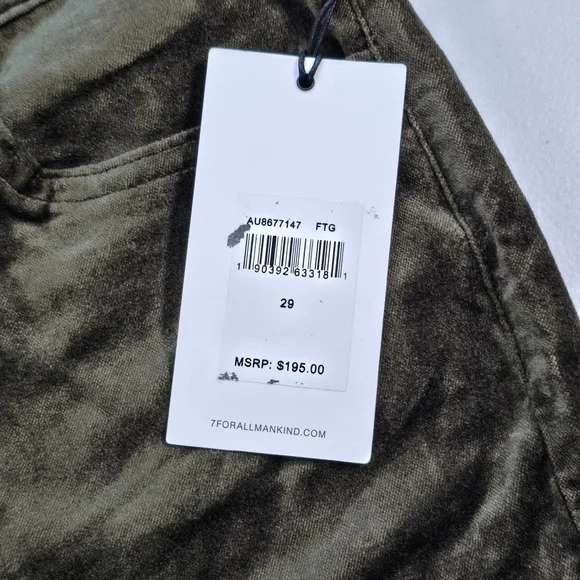 AU8677147 FTG
1 90392 63318 1
29
MSRP: $195.00
7FORALLMANKIND.COM